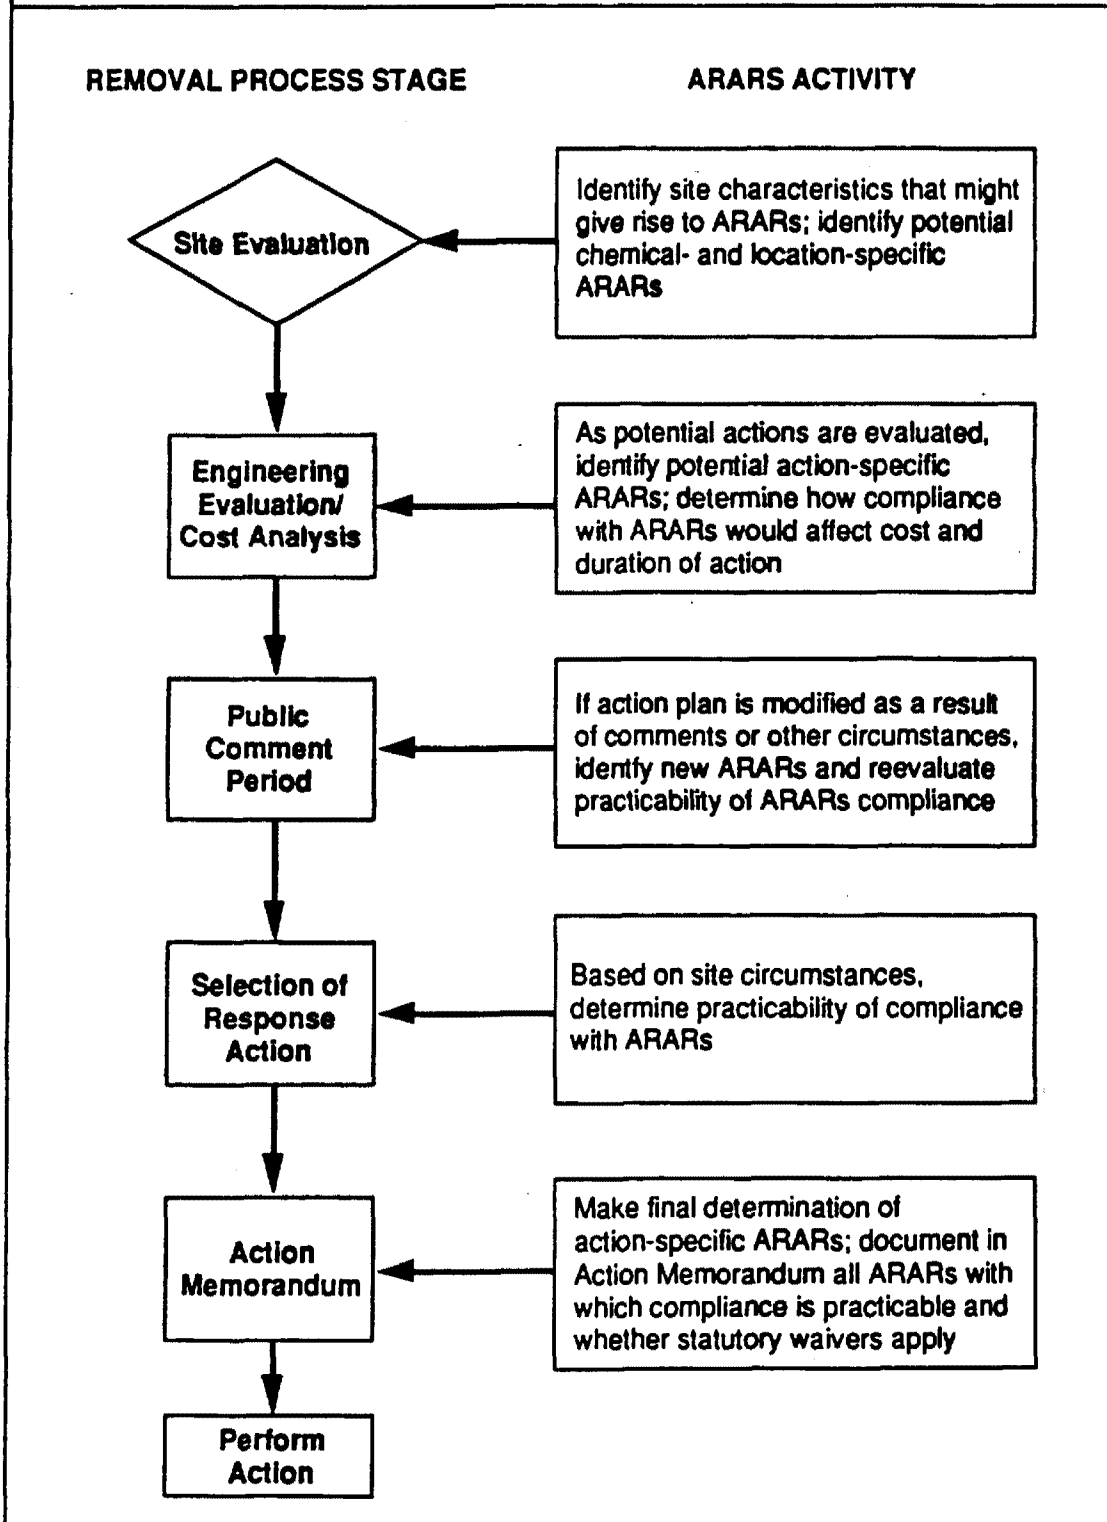 REMOVAL PROCESS STAGE
ARARS ACTIVITY
Site Evaluation
Identify site characteristics that might
give rise to ARARs; identify potential
chemical- and location-specific
ARARs
Engineering
Evaluation/
Cost Analysis
As potential actions are evaluated,
identify potential action-specific
ARARs; determine how compliance
with ARARs would affect cost and
duration of action
Public
Comment
Period
If action plan is modified as a result
of comments or other circumstances,
identfy new ARARs and reevaluate
practicability of ARARs compliance
Selection of
Response
Action
Based on site circumstances,
determine practicability of compliance
with ARARs
Action
Memorandum
Make final determination of
action-specific ARARs; document in
Action Memorandum all ARARs with
which compliance is practicable and
whether statutory waivers apply
Perform
Action